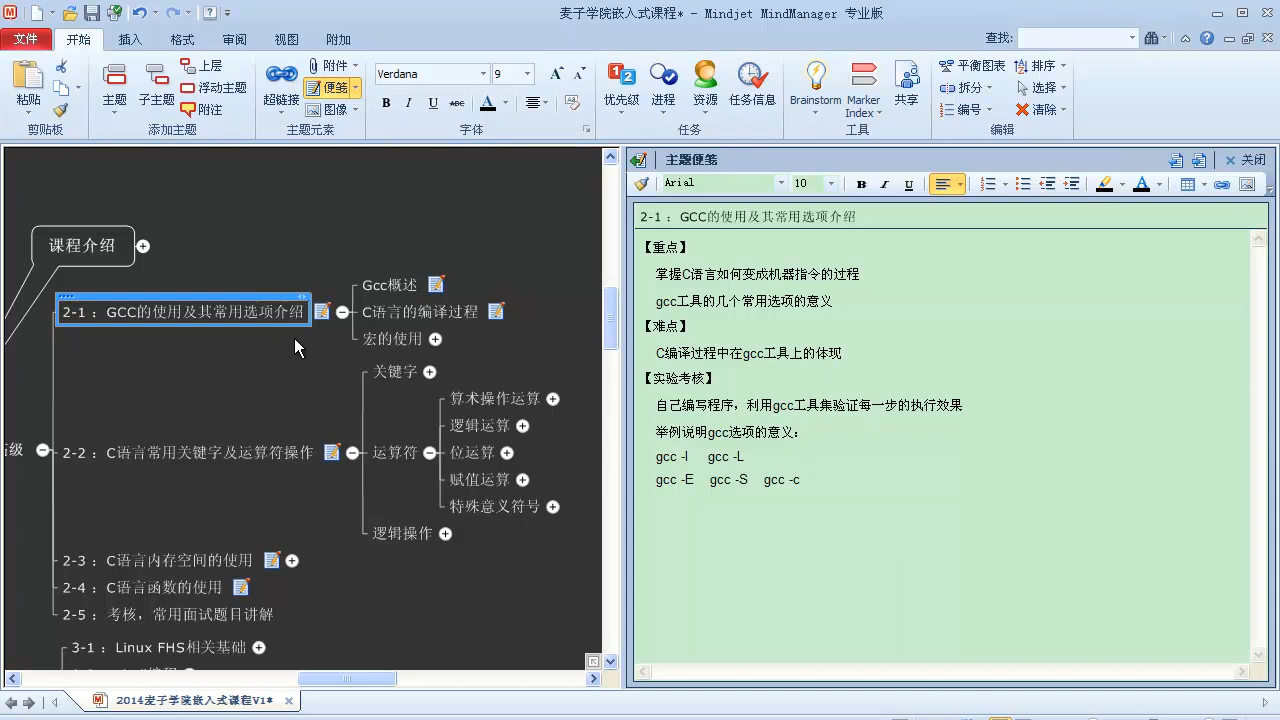 麦子学院嵌入式课程* - Mindjet MindManager 专业版
文件 开始 插入 格式 审阅 视图 附加 查找:
粘贴 主题 子主题 上层 浮动主题 附注 超链接 附件 便笺 图像
Verdana 9
优先级 进程 资源 任务信息 Brainstorm Marker Index 共享 平衡图表 排序 拆分 选择 编号 清除
剪贴板 添加主题 主题元素 字体 任务 工具 编辑
课程介绍
2-1 : GCC的使用及其常用选项介绍
Gcc概述
C语言的编译过程
宏的使用
2-2 : C语言常用关键字及运算符操作
关键字
运算符
算术操作运算
逻辑运算
位运算
赋值运算
特殊意义符号
逻辑操作
2-3 : C语言内存空间的使用
2-4 : C语言函数的使用
2-5 : 考核，常用面试题目讲解
3-1 : Linux FHS相关基础
主题便笺 关闭
Arial 10
2-1 : GCC的使用及其常用选项介绍
【重点】
掌握C语言如何变成机器指令的过程
gcc工具的几个常用选项的意义
【难点】
C编译过程中在gcc工具上的体现
【实验考核】
自己编写程序，利用gcc工具集验证每一步的执行效果
举例说明gcc选项的意义：
gcc -I gcc -L
gcc -E gcc -S gcc -c
2014麦子学院嵌入式课程V1*